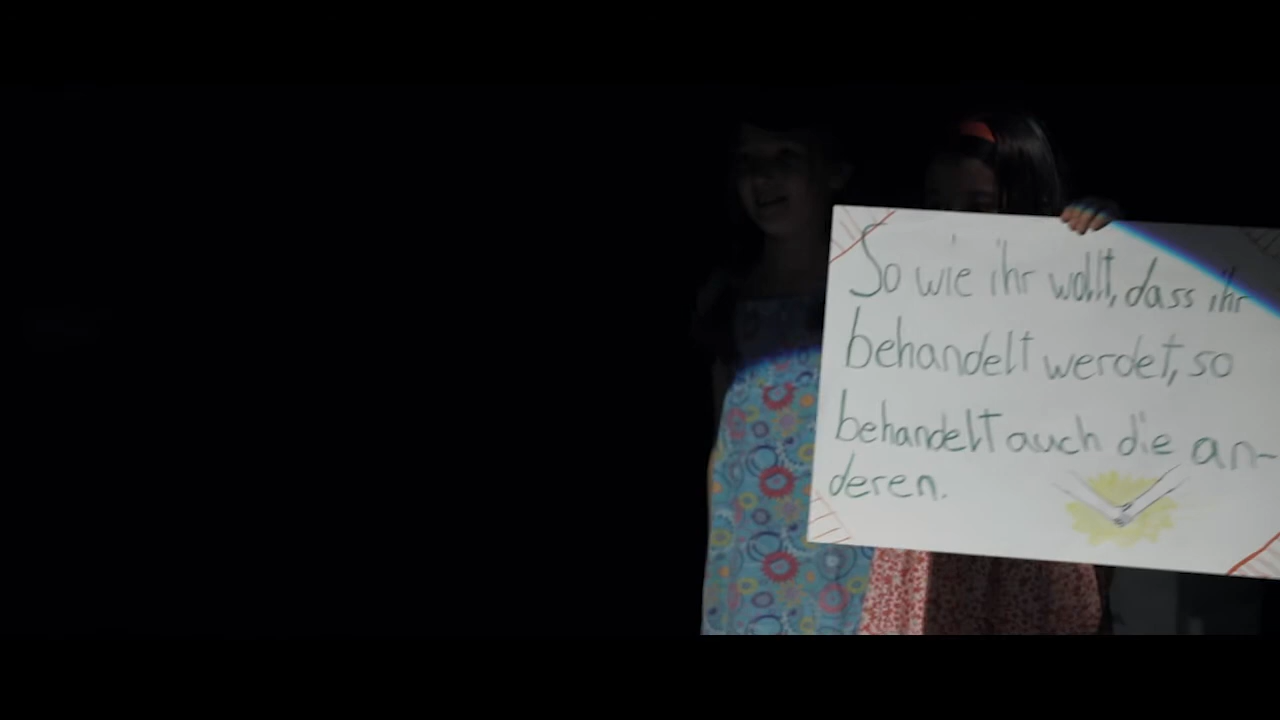 So wie ihr wollt, dass ihr
behandelt werdet, so
behandelt auch die an-
deren.